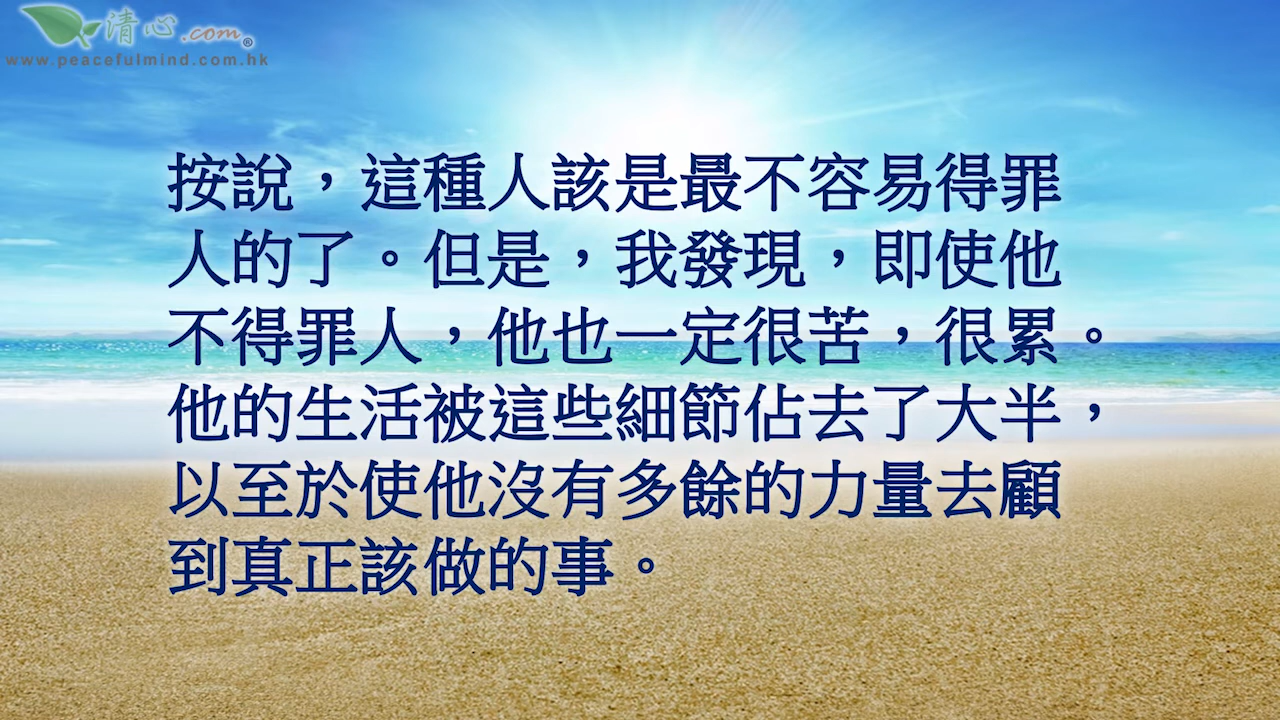 清心.com®
www.peacefulmind.com.hk
按說，這種人該是最不容易得罪
人的了。但是，我發現，即使他
不得罪人，他也一定很苦，很累。
他的生活被這些細節佔去了大半，
以至於使他沒有多餘的力量去顧
到真正該做的事。